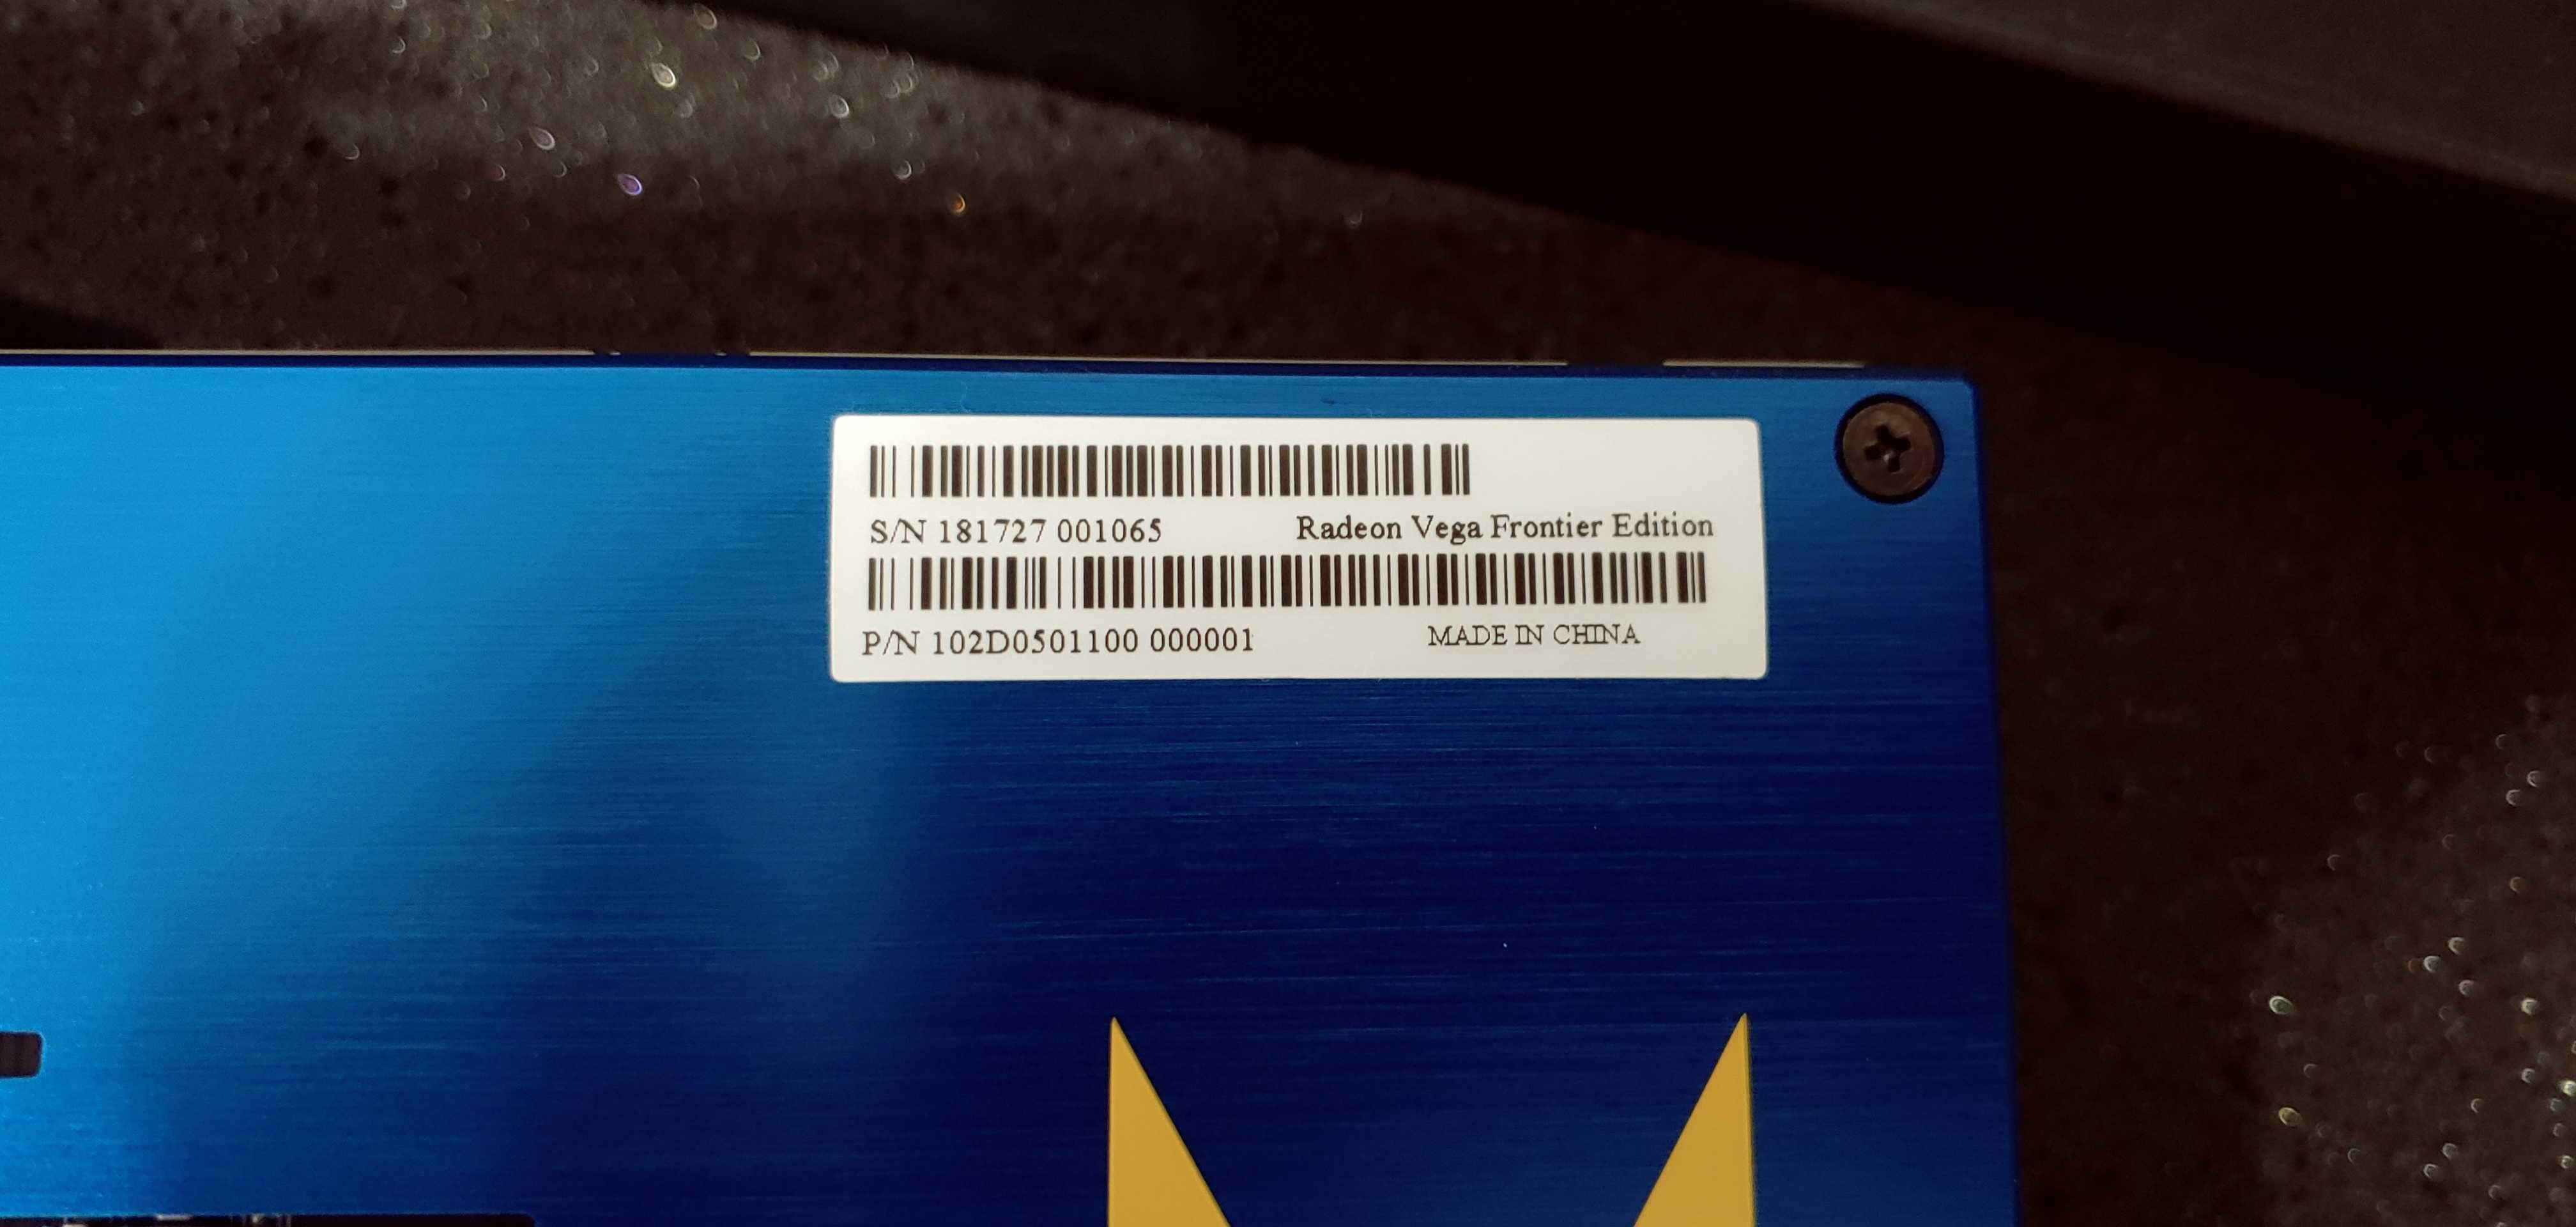 S/N 181727 001065 Radeon Vega Frontier Edition
P/N 102D0501100 000001 MADE IN CHINA